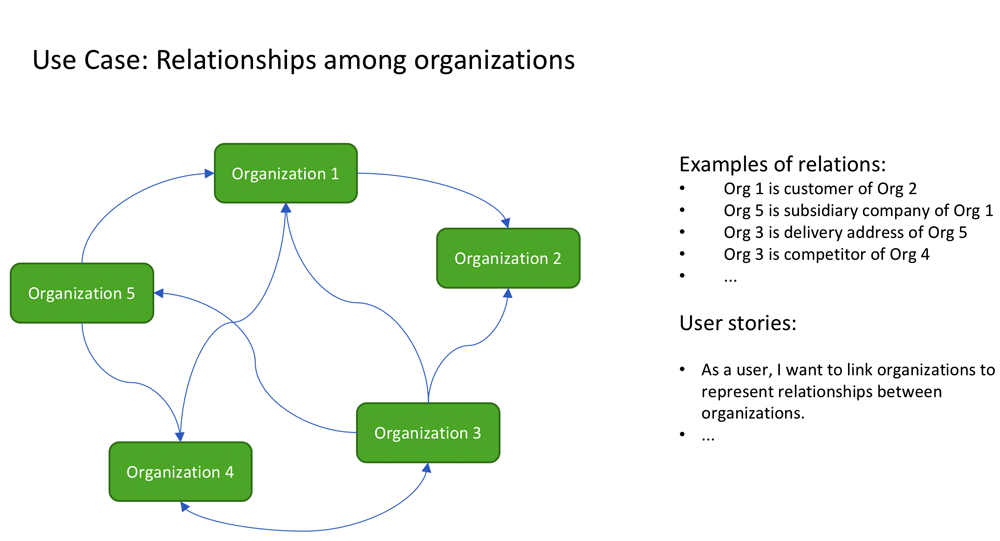 Use Case: Relationships among organizations
Organization 1
Organization 2
Organization 5
Organization 3
Organization 4
Examples of relations:
• Org 1 is customer of Org 2
• Org 5 is subsidiary company of Org 1
• Org 3 is delivery address of Org 5
• Org 3 is competitor of Org 4
• ...
User stories:
• As a user, I want to link organizations to
represent relationships between
organizations.
• ...